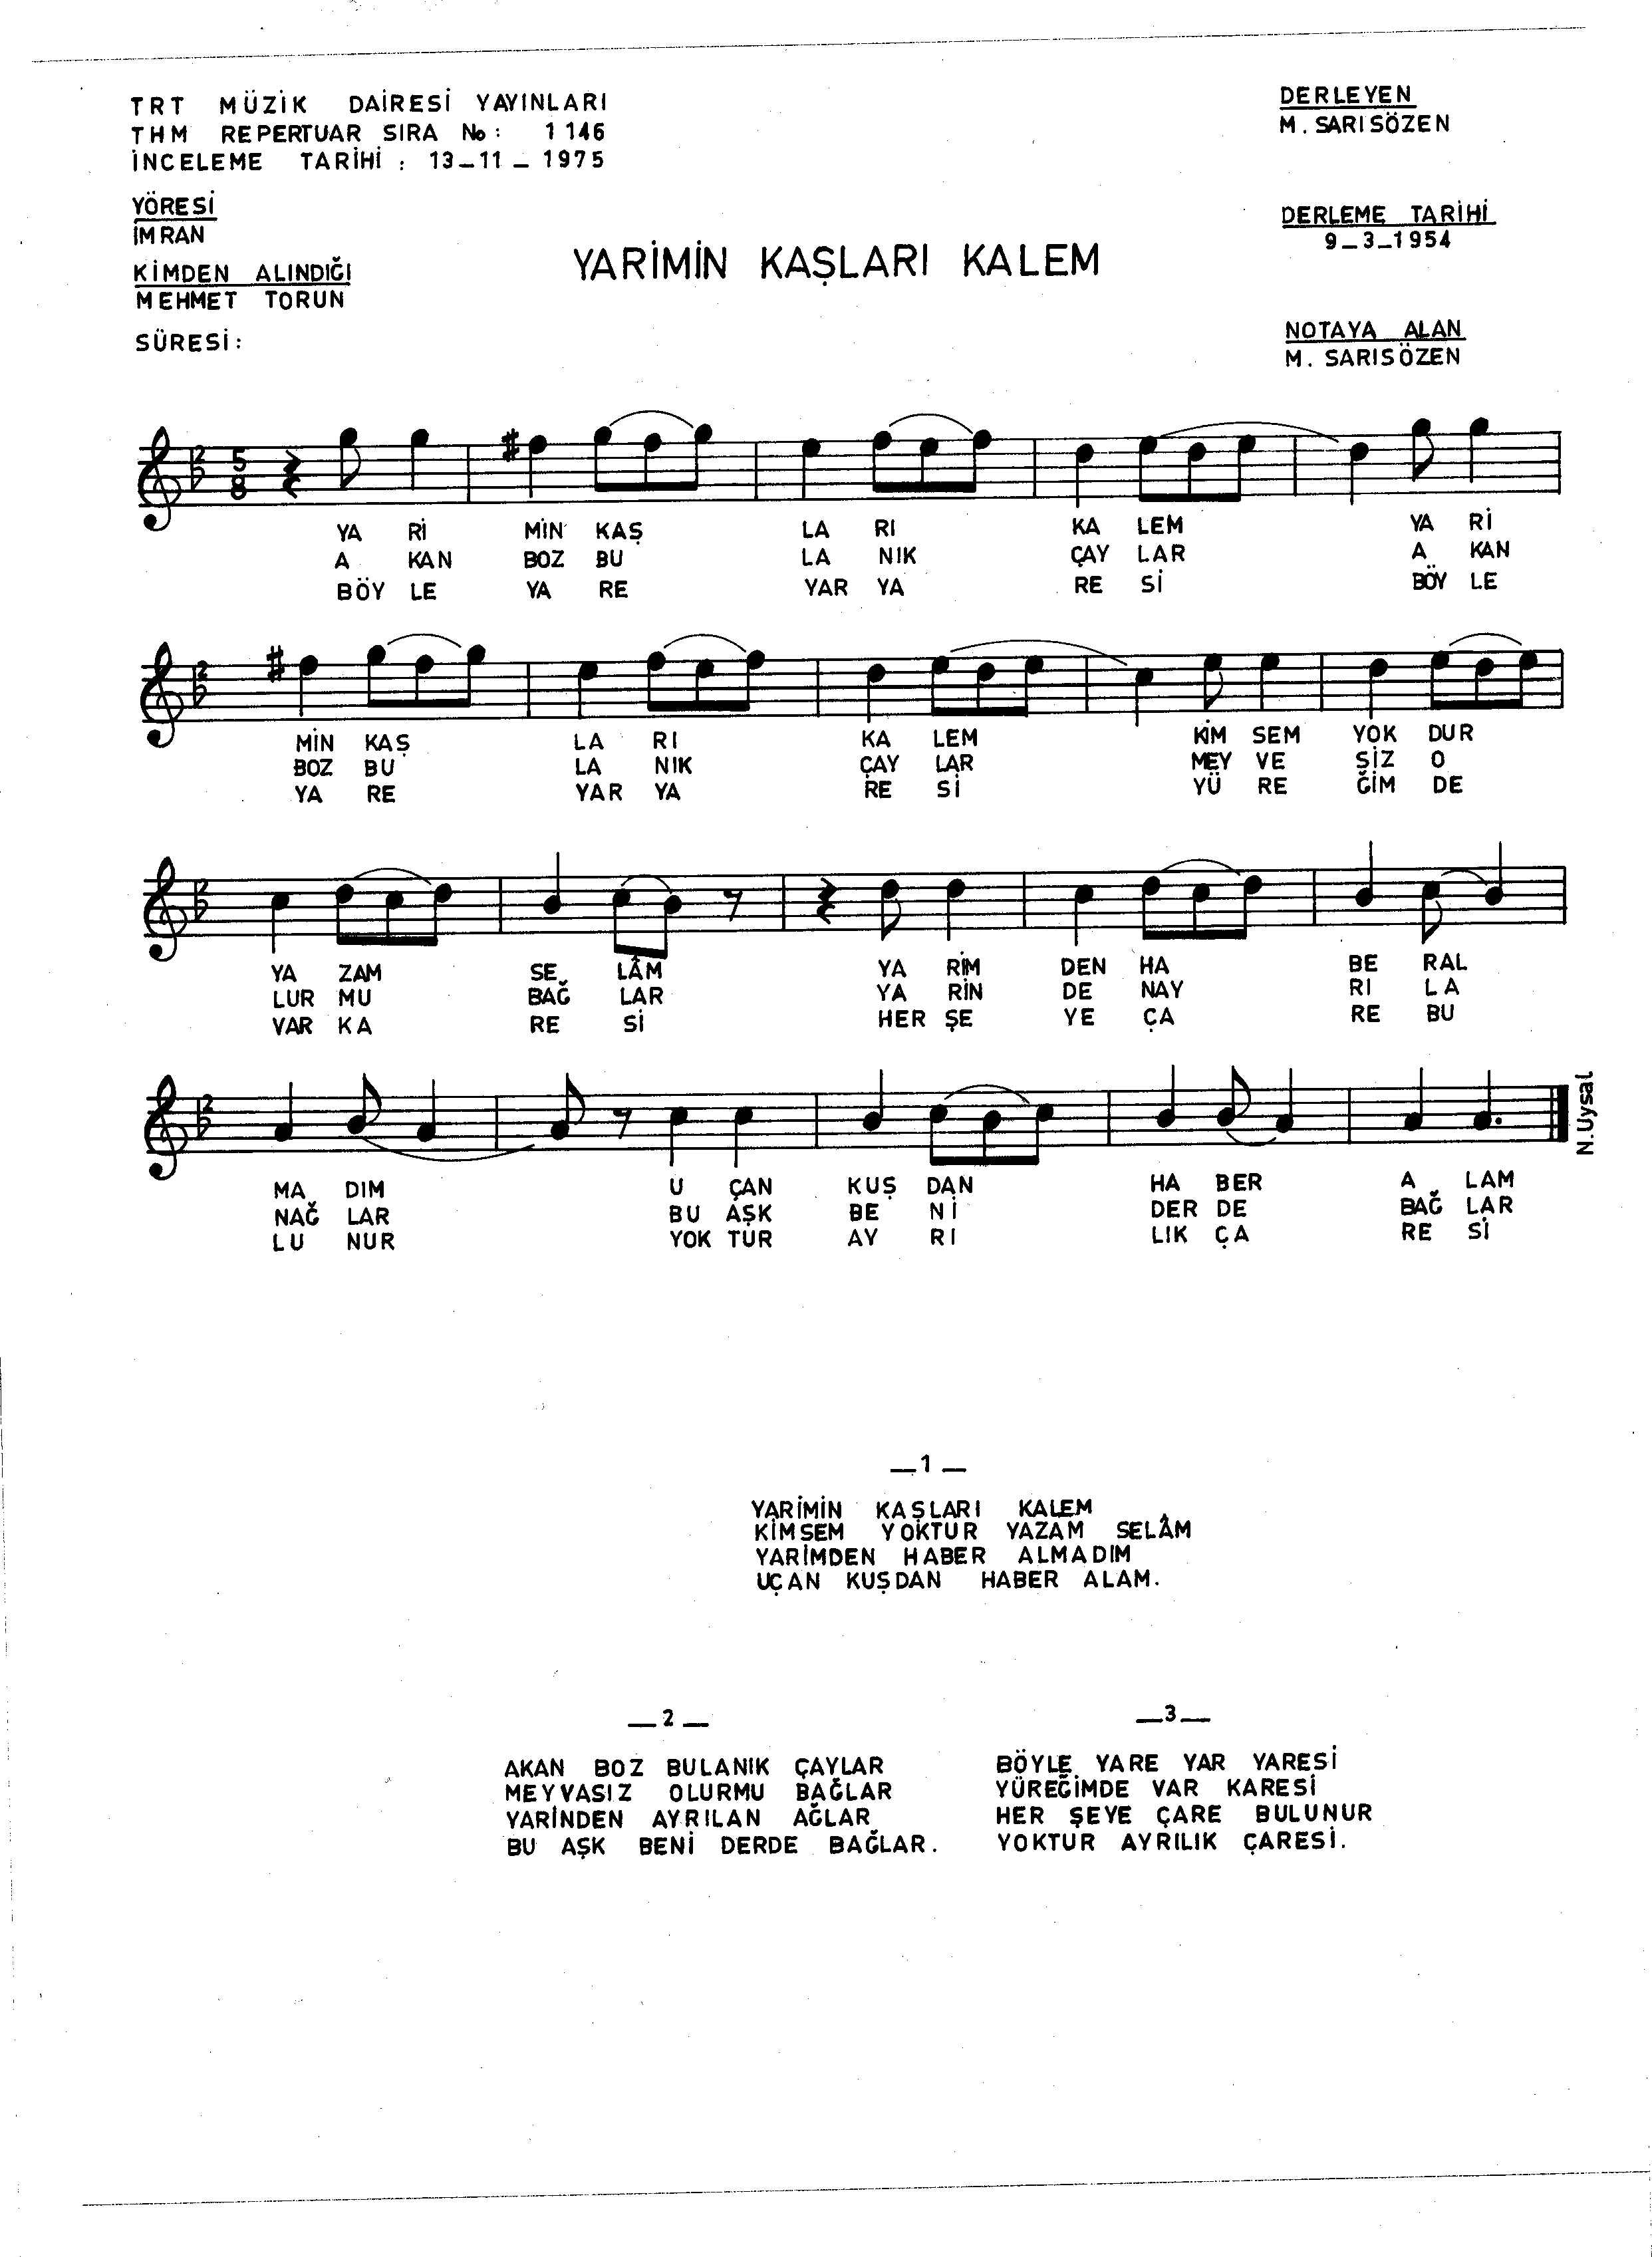 TRT MÜZİK DAİRESİ YAYINLARI
THM REPERTUAR SIRA No : 1146
İNCELEME TARİHİ : 13_11_1975
DERLEYEN
M. SARISÖZEN
YÖRESİ
İMRAN
DERLEME TARİHİ
9_3_1954
KİMDEN ALINDIĞI
MEHMET TORUN
YARİMİN KAŞLARI KALEM
SÜRESİ:
NOTAYA ALAN
M. SARISÖZEN
5
8
YA Rİ MİN KAŞ LA RI KA LEM YA Rİ
A KAN BOZ BU LA NIK ÇAY LAR A KAN
BÖY LE YA RE YAR YA RE Sİ BÖY LE
MİN KAŞ LA RI KA LEM KİM SEM YOK DUR
BOZ BU LA NIK ÇAY LAR MEY VE SİZ O
YA RE YAR YA RE Sİ YÜ RE ĞİM DE
YA ZAM SE LÂM YA RİM DEN HA BE RAL
LUR MU BAĞ LAR YA RİN DE NAY RI LA
VAR KA RE Sİ HER ŞE YE ÇA RE BU
MA DIM U ÇAN KUŞ DAN HA BER A LAM
NAĞ LAR BU AŞK BE Nİ DER DE BAĞ LAR
LU NUR YOK TUR AY RI LIK ÇA RE Sİ
N.Uysal
_1_
YARİMİN KAŞLARI KALEM
KİMSEM YOKTUR YAZAM SELÂM
YARİMDEN HABER ALMADIM
UÇAN KUŞDAN HABER ALAM.
_2_
AKAN BOZ BULANIK ÇAYLAR
MEYVASIZ OLURMU BAĞLAR
YARİNDEN AYRILAN AĞLAR
BU AŞK BENİ DERDE BAĞLAR.
_3_
BÖYLE YARE YAR YARESİ
YÜREĞİMDE VAR KARESİ
HER ŞEYE ÇARE BULUNUR
YOKTUR AYRILIK ÇARESİ.